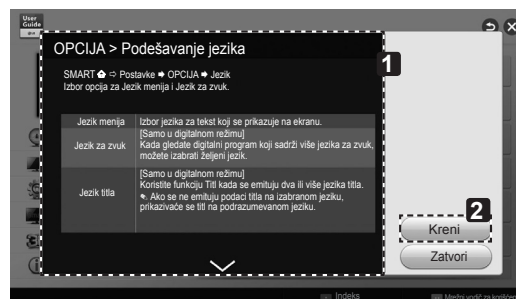 User
Guide
OPCIJA > Podešavanje jezika
1
SMART ⇨ Postavke ➡ OPCIJA ➡ Jezik
Izbor opcija za Jezik menija i Jezik za zvuk.
Jezik menija Izbor jezika za tekst koji se prikazuje na ekranu.
Jezik za zvuk
[Samo u digitalnom režimu]
Kada gledate digitalni program koji sadrži više jezika za zvuk,
možete izabrati željeni jezik.
Jezik titla
[Samo u digitalnom režimu]
Koristite funkciju Titl kada se emituju dva ili više jezika titla.
Ako se ne emituju podaci titla na izabranom jeziku,
prikazivaće se titl na podrazumevanom jeziku.
2
Kreni
Zatvori
Indeks
Mrežni vodič za